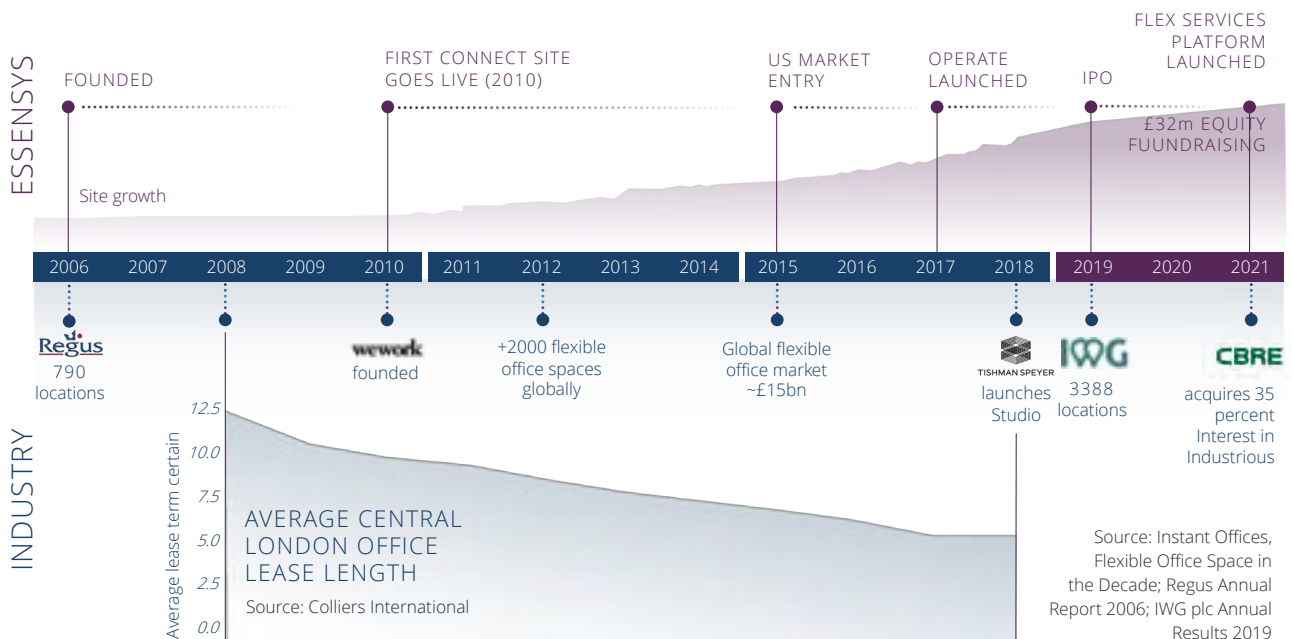 ESSENSYS
FOUNDED
FIRST CONNECT SITE
GOES LIVE (2010)
US MARKET
ENTRY
OPERATE
LAUNCHED
IPO
FLEX SERVICES
PLATFORM
LAUNCHED
£32m EQUITY
FUUNDRAISING
Site growth
2006 2007 2008 2009 2010 2011 2012 2013 2014 2015 2016 2017 2018 2019 2020 2021
INDUSTRY
Regus
790
locations
wework
founded
+2000 flexible
office spaces
globally
Global flexible
office market
~£15bn
TISHMAN SPEYER
launches
Studio
IWG
3388
locations
CBRE
acquires 35
percent
Interest in
Industrious
Average lease term certain
12.5
10.0
7.5
5.0
2.5
0.0
AVERAGE CENTRAL
LONDON OFFICE
LEASE LENGTH
Source: Colliers International
Source: Instant Offices,
Flexible Office Space in
the Decade; Regus Annual
Report 2006; IWG plc Annual
Results 2019